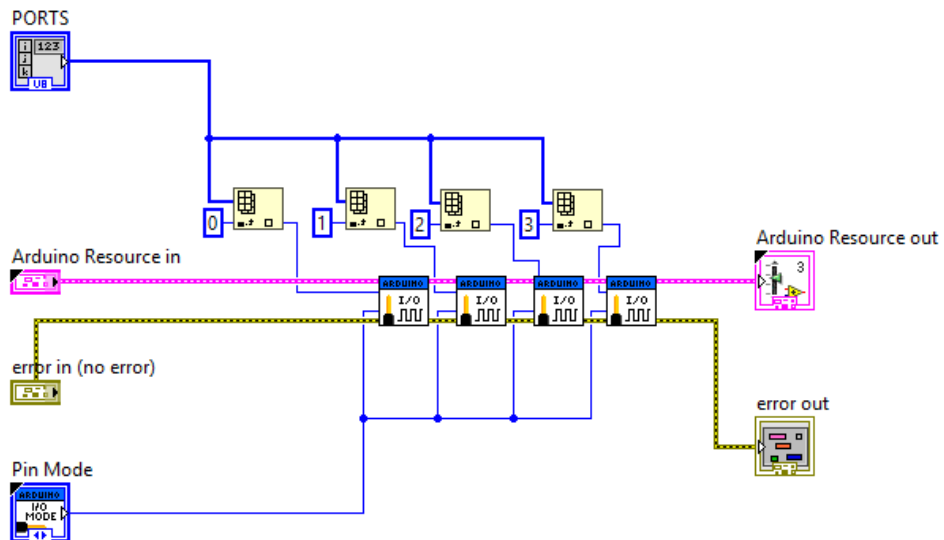 PORTS
i 123
j
k
U8
0 1 2 3
Arduino Resource in
Arduino Resource out
3
ARDUINO ARDUINO ARDUINO ARDUINO
I/O I/O I/O I/O
error in (no error)
error out
Pin Mode
ARDUINO
I/O
MODE